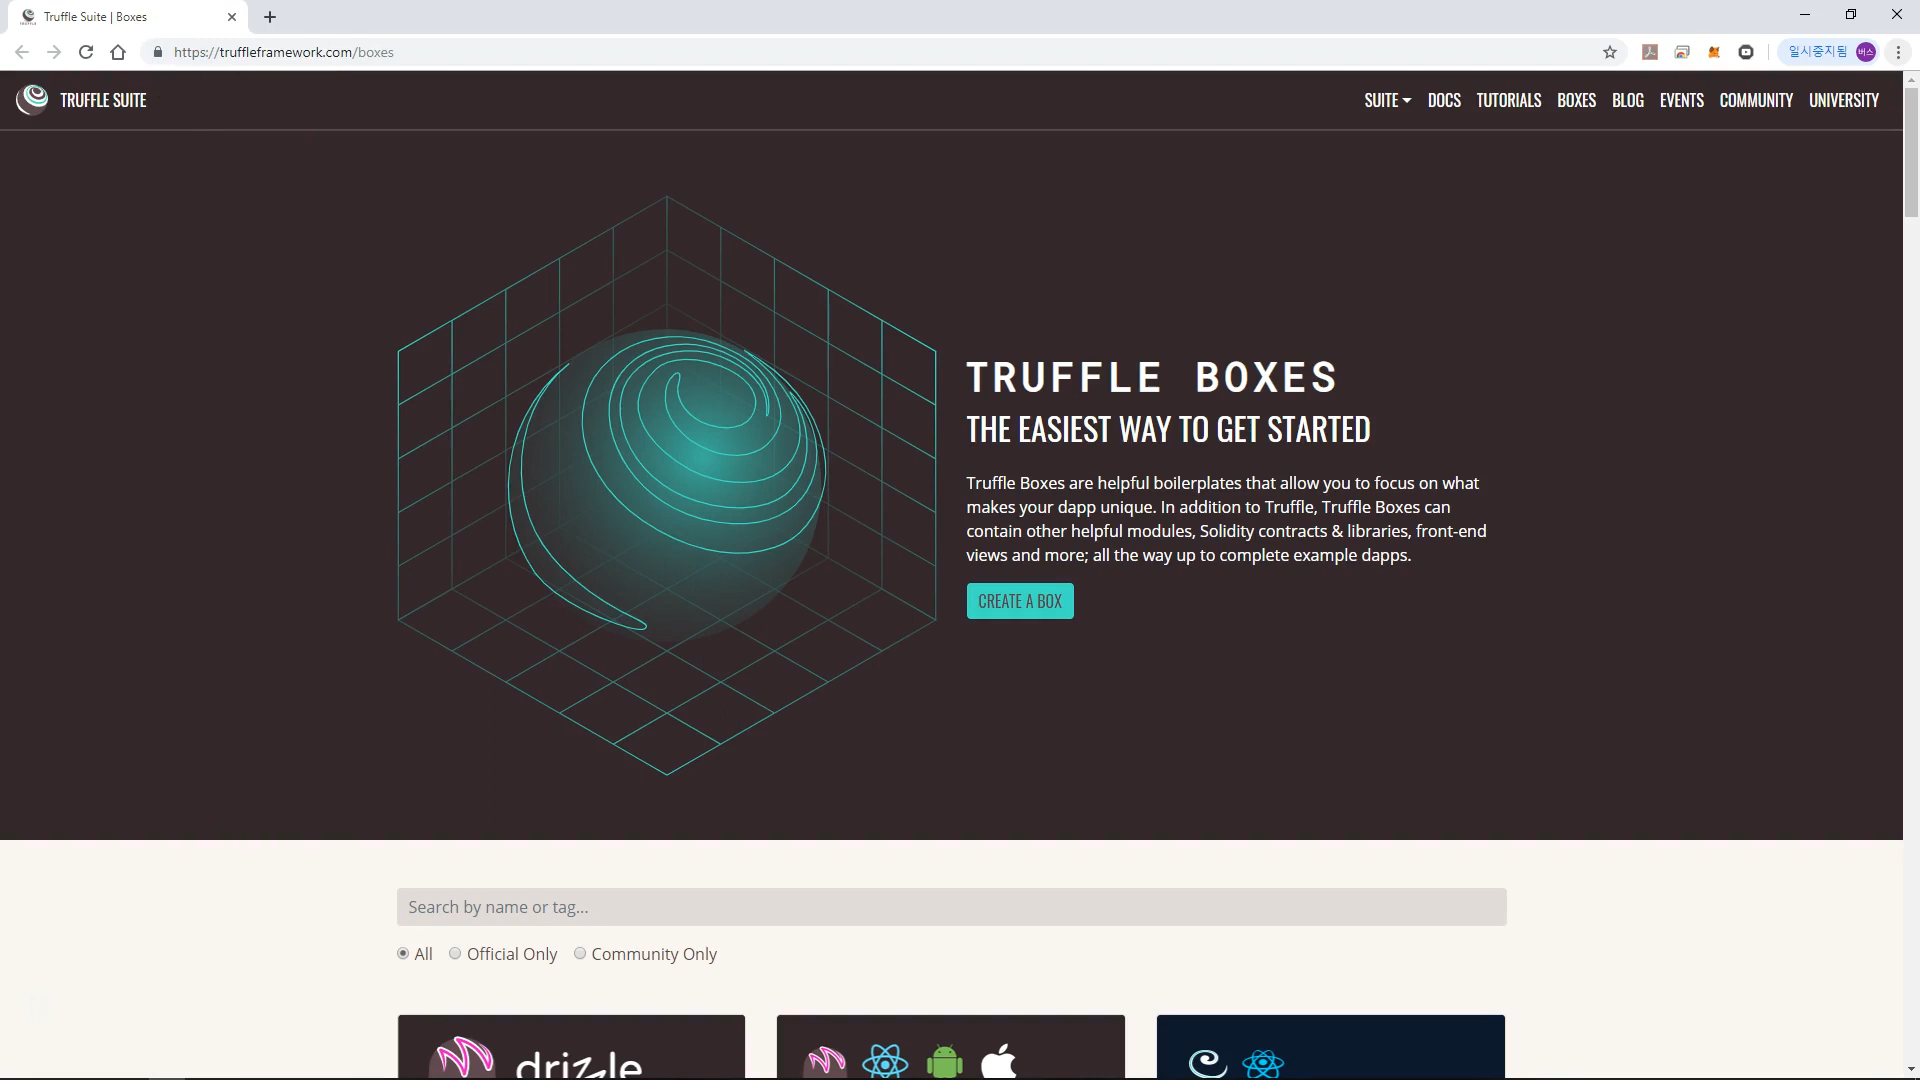 Truffle Suite | Boxes
https://truffleframework.com/boxes
일시중지됨
버스
TRUFFLE SUITE
SUITE
DOCS
TUTORIALS
BOXES
BLOG
EVENTS
COMMUNITY
UNIVERSITY
TRUFFLE BOXES
THE EASIEST WAY TO GET STARTED
Truffle Boxes are helpful boilerplates that allow you to focus on what
makes your dapp unique. In addition to Truffle, Truffle Boxes can
contain other helpful modules, Solidity contracts & libraries, front-end
views and more; all the way up to complete example dapps.
CREATE A BOX
Search by name or tag...
All
Official Only
Community Only
drizzle